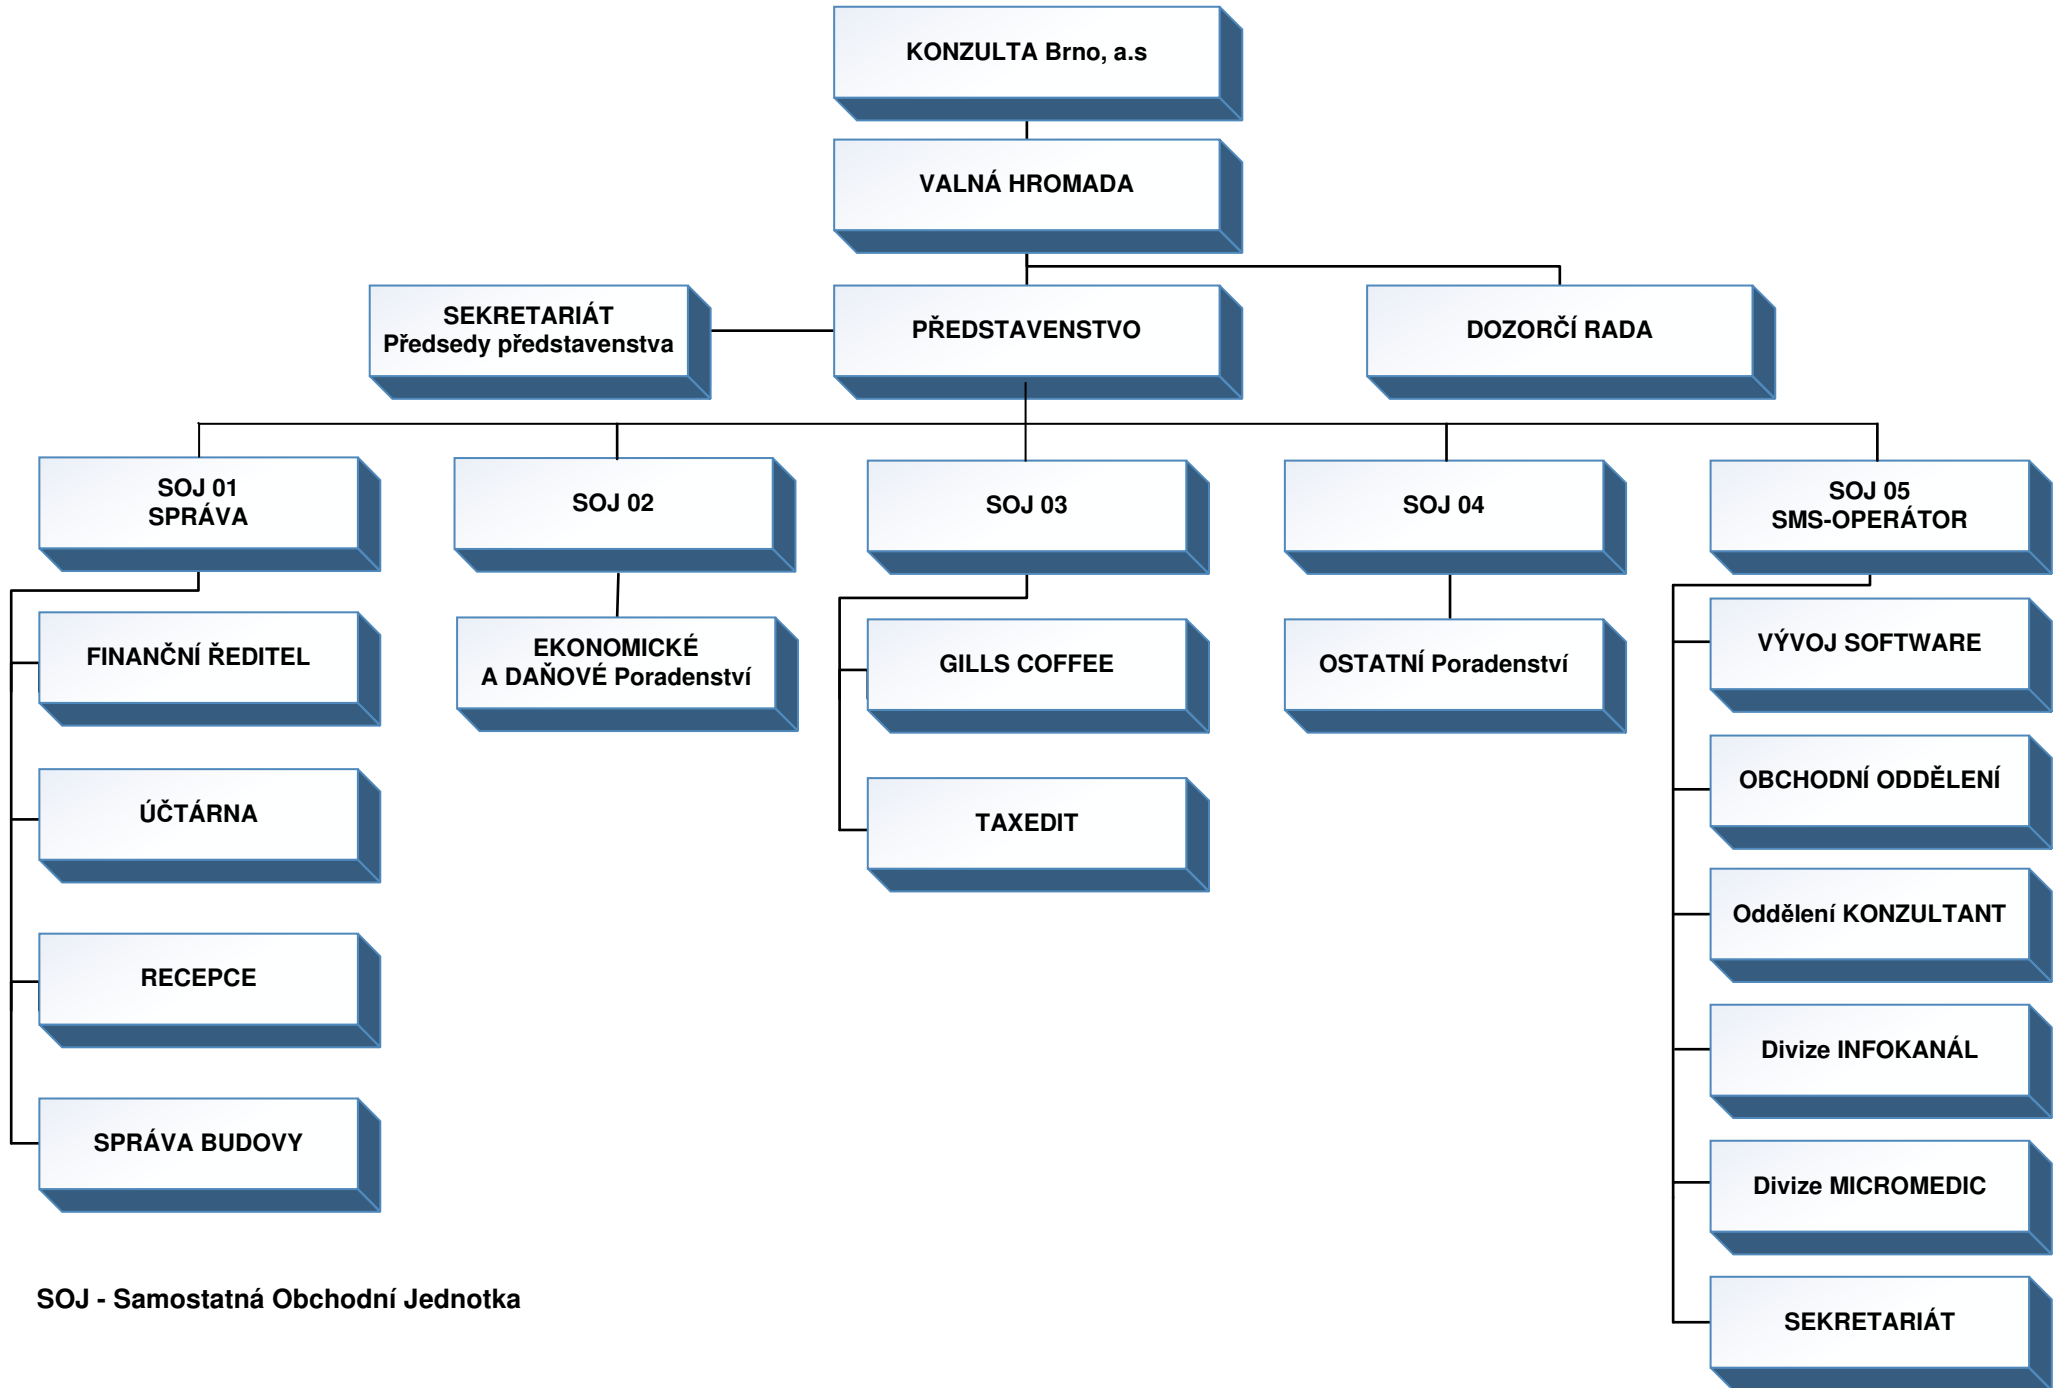 KONZULTA Brno, a.s
VALNÁ HROMADA
SEKRETARIÁT
Předsedy představenstva
PŘEDSTAVENSTVO
DOZORČÍ RADA
SOJ 01
SPRÁVA
SOJ 02
SOJ 03
SOJ 04
SOJ 05
SMS-OPERÁTOR
FINANČNÍ ŘEDITEL
ÚČTÁRNA
RECEPCE
SPRÁVA BUDOVY
EKONOMICKÉ
A DAŇOVÉ Poradenství
GILLS COFFEE
TAXEDIT
OSTATNÍ Poradenství
VÝVOJ SOFTWARE
OBCHODNÍ ODDĚLENÍ
Oddělení KONZULTANT
Divize INFOKANÁL
Divize MICROMEDIC
SEKRETARIÁT
SOJ - Samostatná Obchodní Jednotka